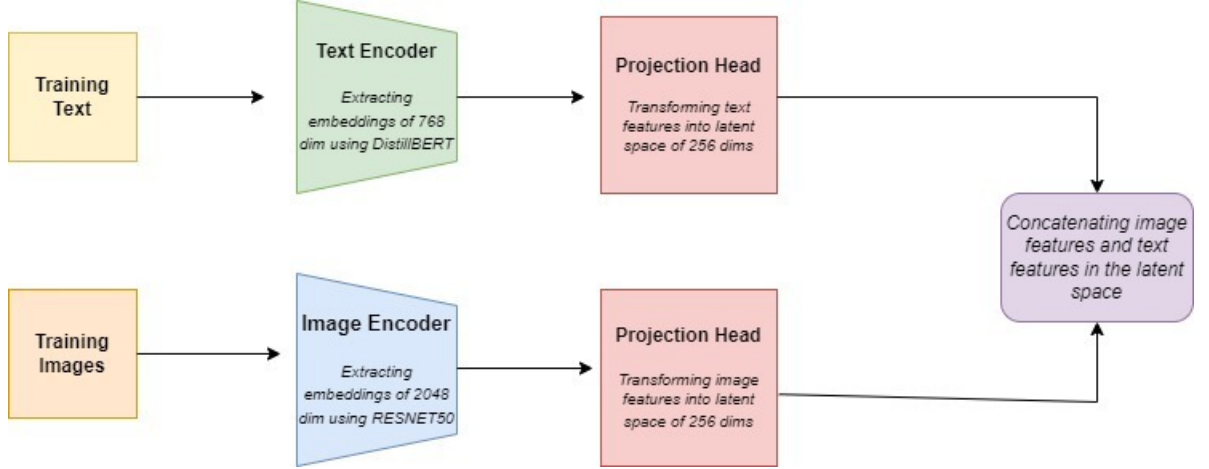 Training
Text
Text Encoder
Extracting
embeddings of 768
dim using DistillBERT
Projection Head
Transforming text
features into latent
space of 256 dims
Concatenating image
features and text
features in the latent
space
Training
Images
Image Encoder
Extracting
embeddings of 2048
dim using RESNET50
Projection Head
Transforming image
features into latent
space of 256 dims